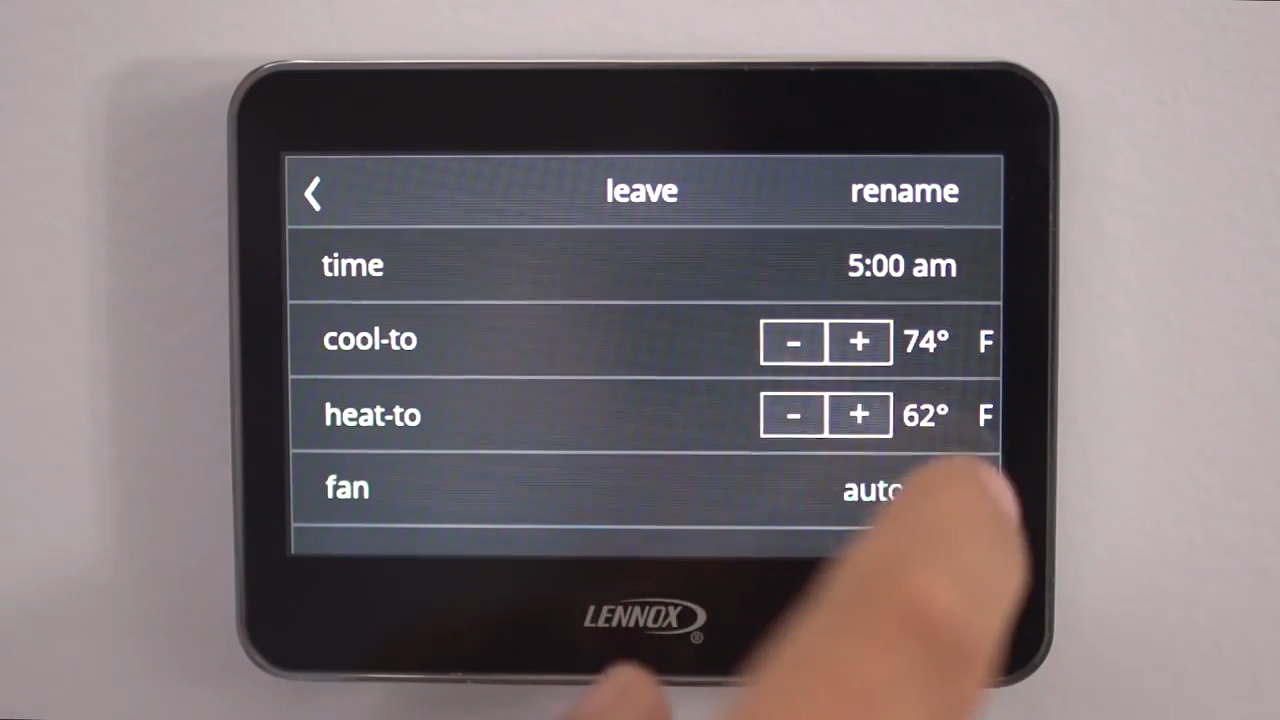 leave rename
time 5:00 am
cool-to - + 74° F
heat-to - + 62° F
fan auto
LENNOX®